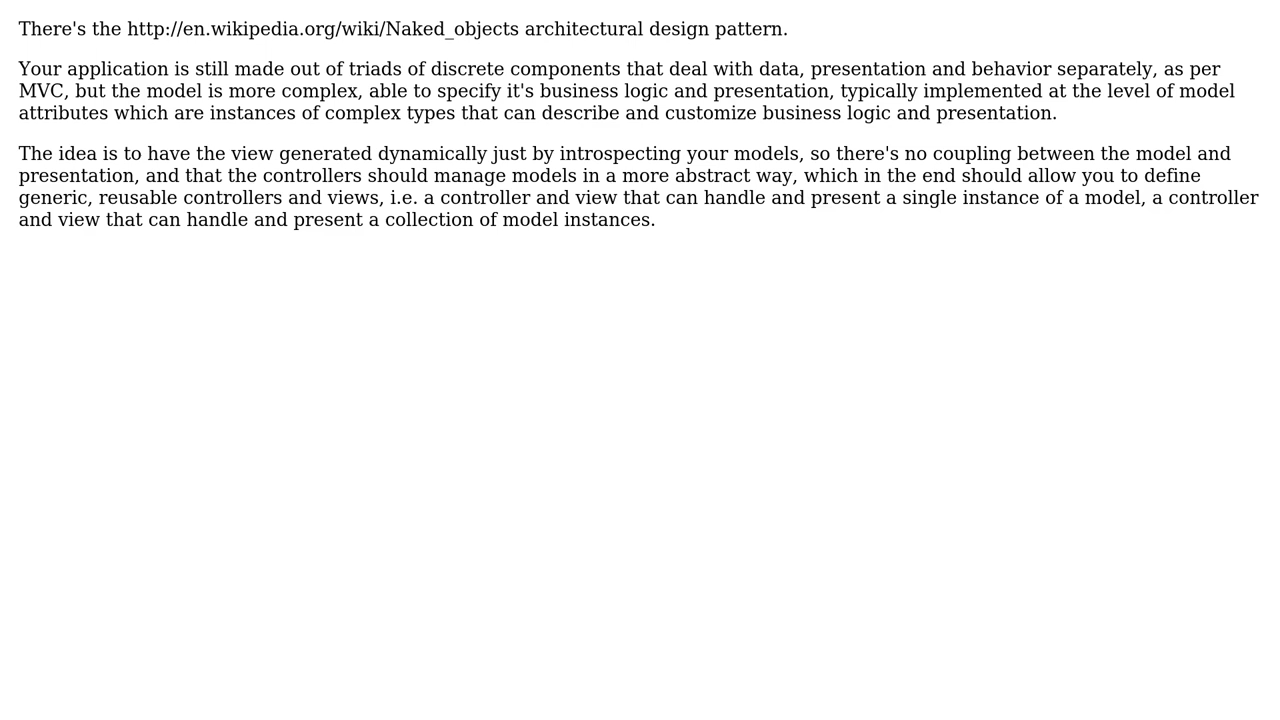 There's the http://en.wikipedia.org/wiki/Naked_objects architectural design pattern.
Your application is still made out of triads of discrete components that deal with data, presentation and behavior separately, as per
MVC, but the model is more complex, able to specify it's business logic and presentation, typically implemented at the level of model
attributes which are instances of complex types that can describe and customize business logic and presentation.
The idea is to have the view generated dynamically just by introspecting your models, so there's no coupling between the model and
presentation, and that the controllers should manage models in a more abstract way, which in the end should allow you to define
generic, reusable controllers and views, i.e. a controller and view that can handle and present a single instance of a model, a controller
and view that can handle and present a collection of model instances.